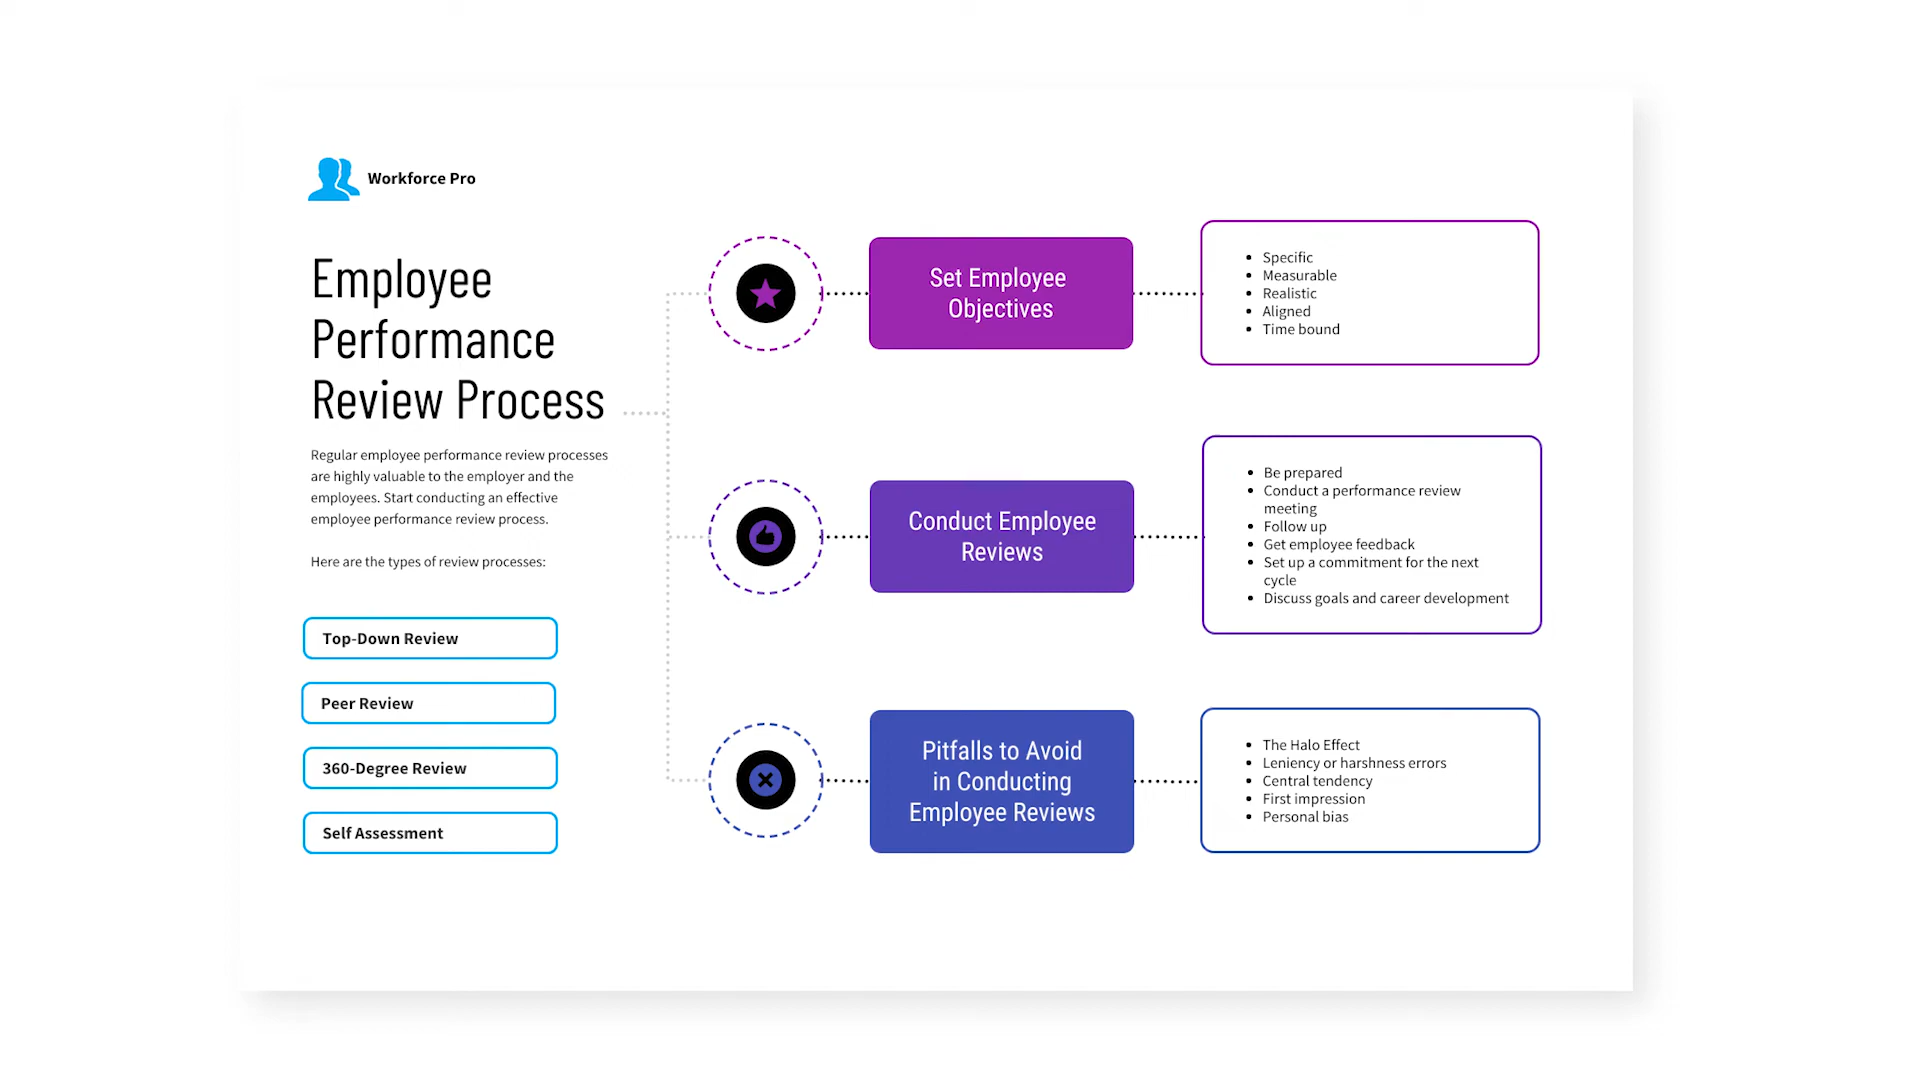 Workforce Pro
Employee
Performance
Review Process
Regular employee performance review processes
are highly valuable to the employer and the
employees. Start conducting an effective
employee performance review process.
Here are the types of review processes:
Top-Down Review
Peer Review
360-Degree Review
Self Assessment
Set Employee
Objectives
• Specific
• Measurable
• Realistic
• Aligned
• Time bound
Conduct Employee
Reviews
• Be prepared
• Conduct a performance review
meeting
• Follow up
• Get employee feedback
• Set up a commitment for the next
cycle
• Discuss goals and career development
Pitfalls to Avoid
in Conducting
Employee Reviews
• The Halo Effect
• Leniency or harshness errors
• Central tendency
• First impression
• Personal bias